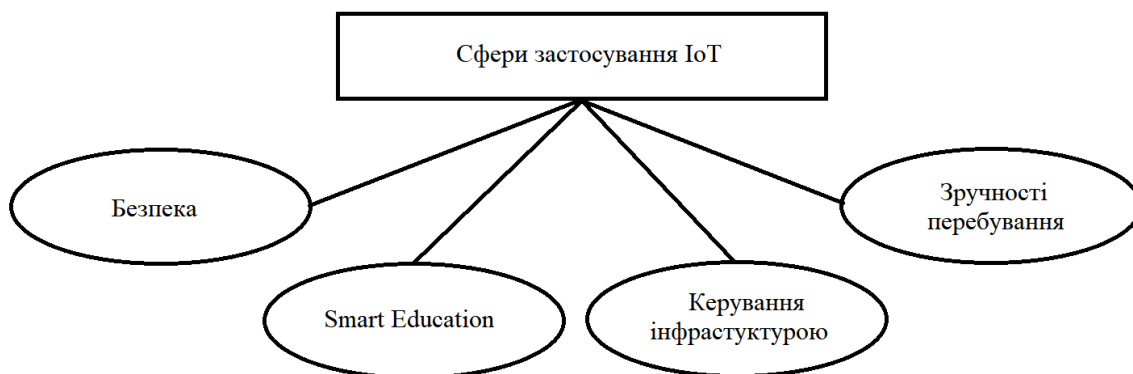 Сфери застосування IoT
Безпека
Smart Education
Керування
інфрастуктурою
Зручності
перебування